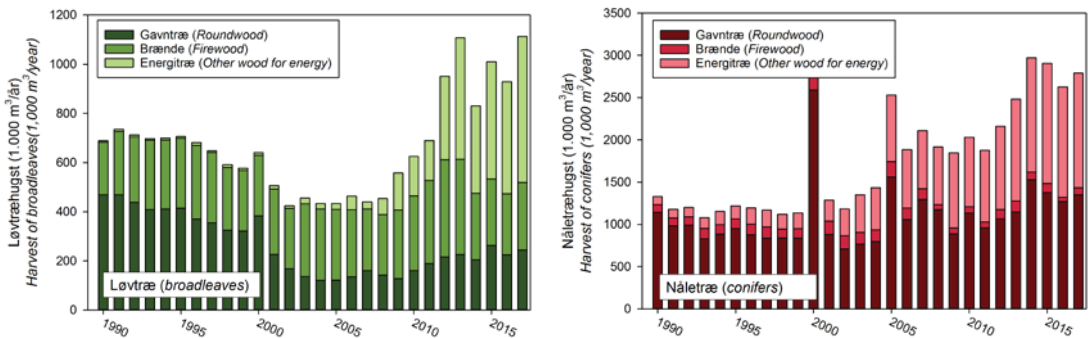 Løvtræhugst (1.000 m³/år)
Harvest of broadleaves(1,000 m³/year)
1200
1000
800
600
400
200
0
Gavntræ (Roundwood)
Brænde (Firewood)
Energitræ (Other wood for energy)
Løvtræ (broadleaves)
1990
1995
2000
2005
2010
2015
Nåletræhugst (1.000 m³/år)
Harvest of conifers (1,000 m³/year)
3500
3000
2500
2000
1500
1000
500
0
Gavntræ (Roundwood)
Brænde (Firewood)
Energitræ (Other wood for energy)
Nåletræ (conifers)
1990
1995
2000
2005
2010
2015